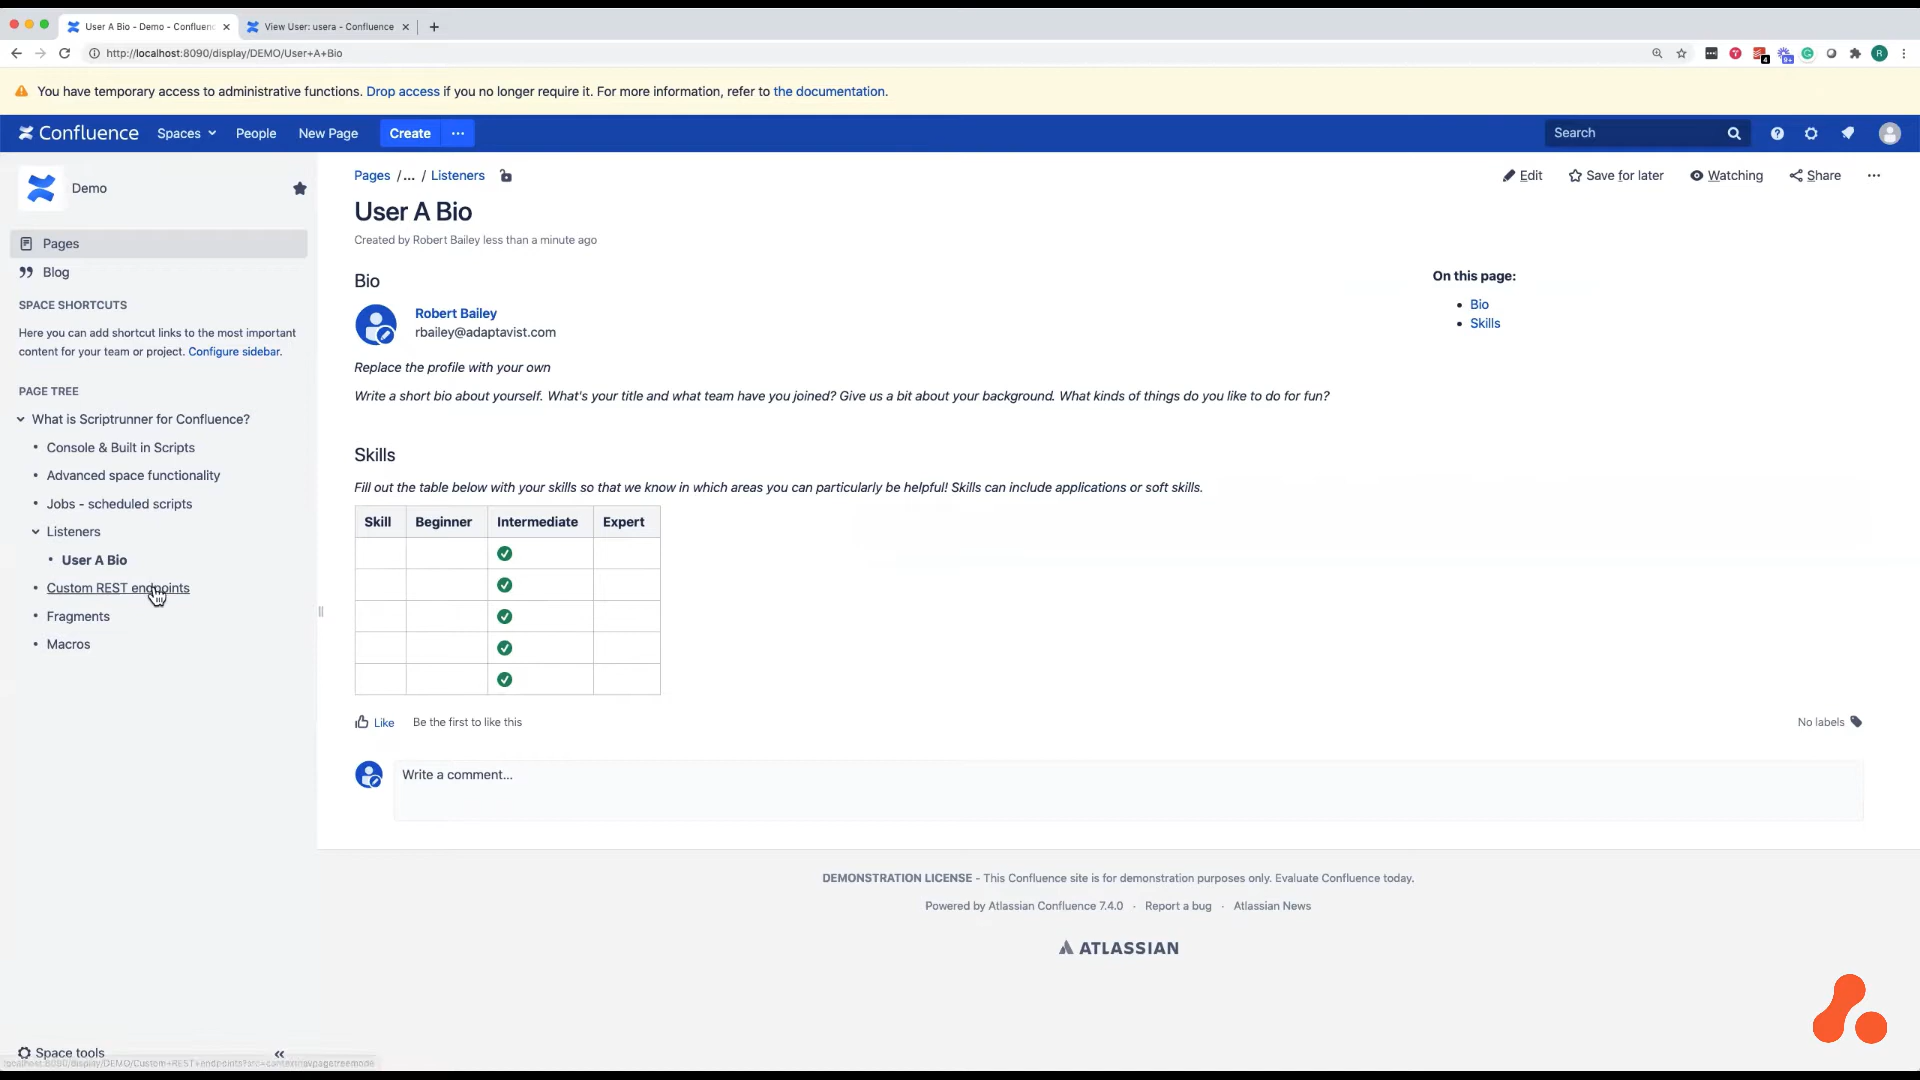 User A Bio - Demo - Confluenc
View User: usera - Confluence
http://localhost:8090/display/DEMO/User+A+Bio
You have temporary access to administrative functions. Drop access if you no longer require it. For more information, refer to the documentation.
Confluence Spaces People New Page Create ··· Search
Demo
Pages
Blog
SPACE SHORTCUTS
Here you can add shortcut links to the most important
content for your team or project. Configure sidebar.
PAGE TREE
What is Scriptrunner for Confluence?
Console & Built in Scripts
Advanced space functionality
Jobs - scheduled scripts
Listeners
User A Bio
Custom REST endpoints
Fragments
Macros
Space tools
Pages /... / Listeners
Edit Save for later Watching Share ···
User A Bio
Created by Robert Bailey less than a minute ago
Bio
Robert Bailey
rbailey@adaptavist.com
Replace the profile with your own
Write a short bio about yourself. What's your title and what team have you joined? Give us a bit about your background. What kinds of things do you like to do for fun?
On this page:
• Bio
• Skills
Skills
Fill out the table below with your skills so that we know in which areas you can particularly be helpful! Skills can include applications or soft skills.
Skill Beginner Intermediate Expert
Like Be the first to like this
No labels
Write a comment...
DEMONSTRATION LICENSE - This Confluence site is for demonstration purposes only. Evaluate Confluence today.
Powered by Atlassian Confluence 7.4.0 · Report a bug · Atlassian News
ATLASSIAN